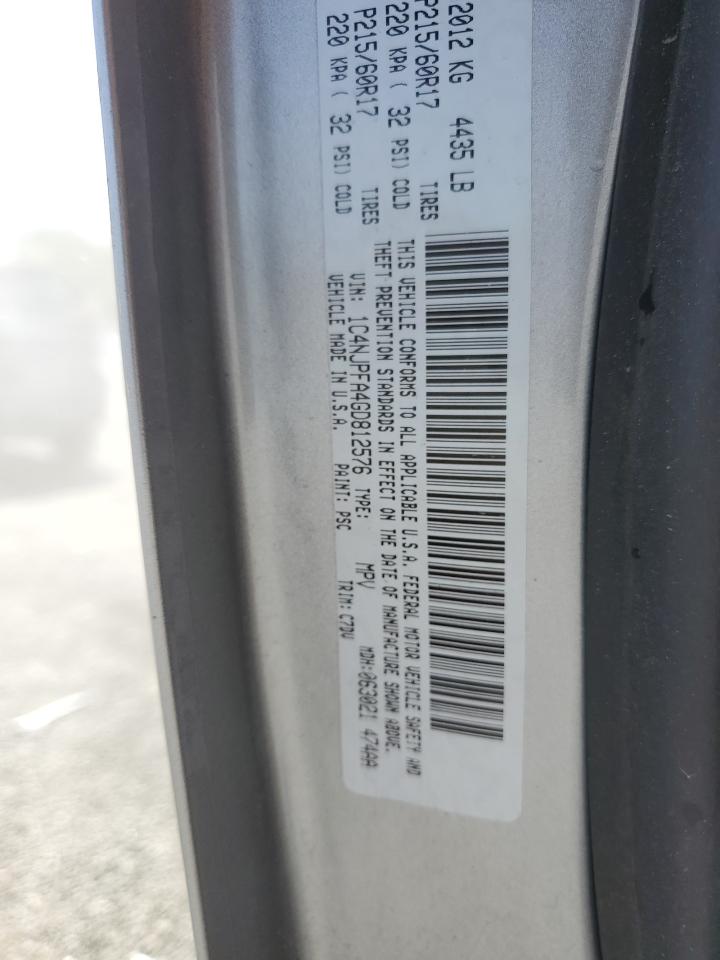 2012 KG 4435 LB
P215/60R17 TIRES
220 KPA ( 32 PSI) COLD
P215/60R17 TIRES
220 KPA ( 32 PSI) COLD
THIS VEHICLE CONFORMS TO ALL APPLICABLE U.S.A. FEDERAL MOTOR VEHICLE SAFETY AND
THEFT PREVENTION STANDARDS IN EFFECT ON THE DATE OF MANUFACTURE SHOWN ABOVE.
VIN: 1C4NJPFA4GD812576 TYPE: MPV MDH:063021 474AA
VEHICLE MADE IN U.S.A. PAINT: PSC TRIM: C7DV